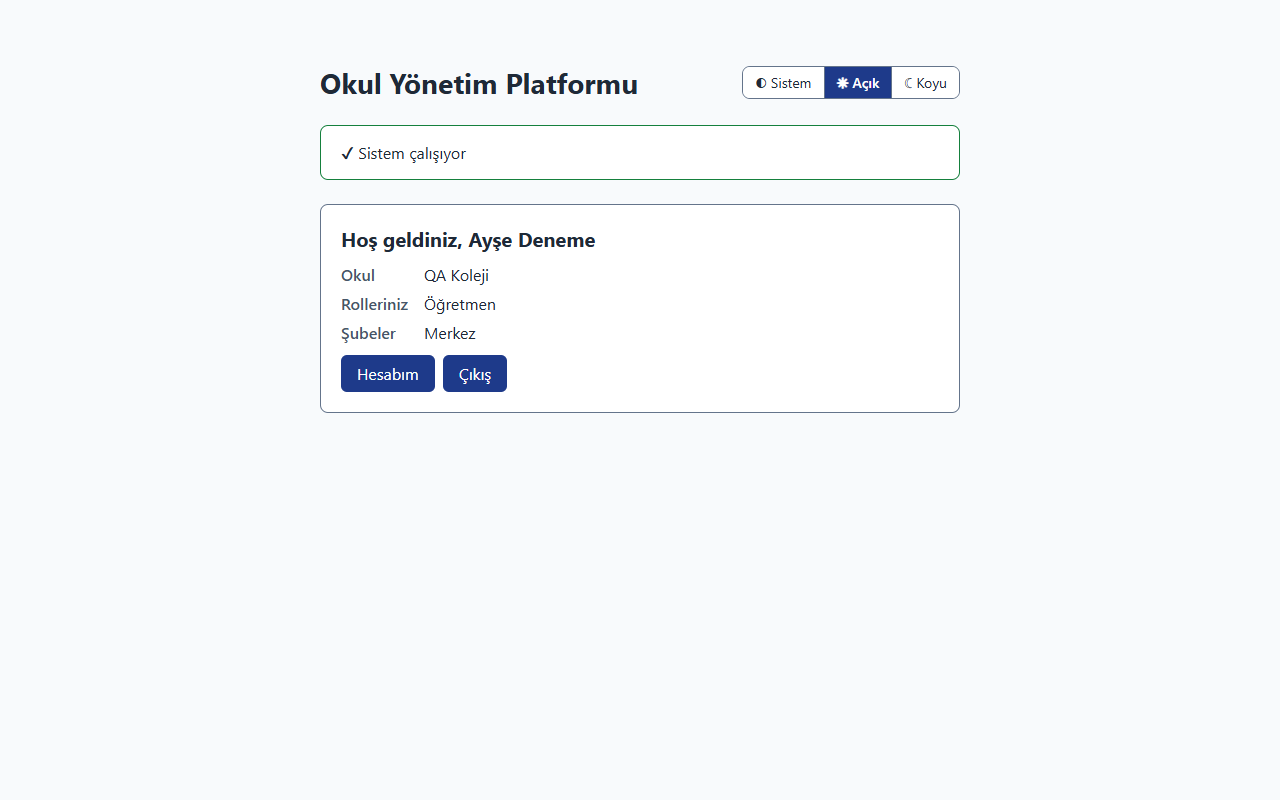 Okul Yönetim Platformu
◐ Sistem ❋ Açık ☾ Koyu
✓ Sistem çalışıyor
Hoş geldiniz, Ayşe Deneme
Okul QA Koleji
Rolleriniz Öğretmen
Şubeler Merkez
Hesabım Çıkış